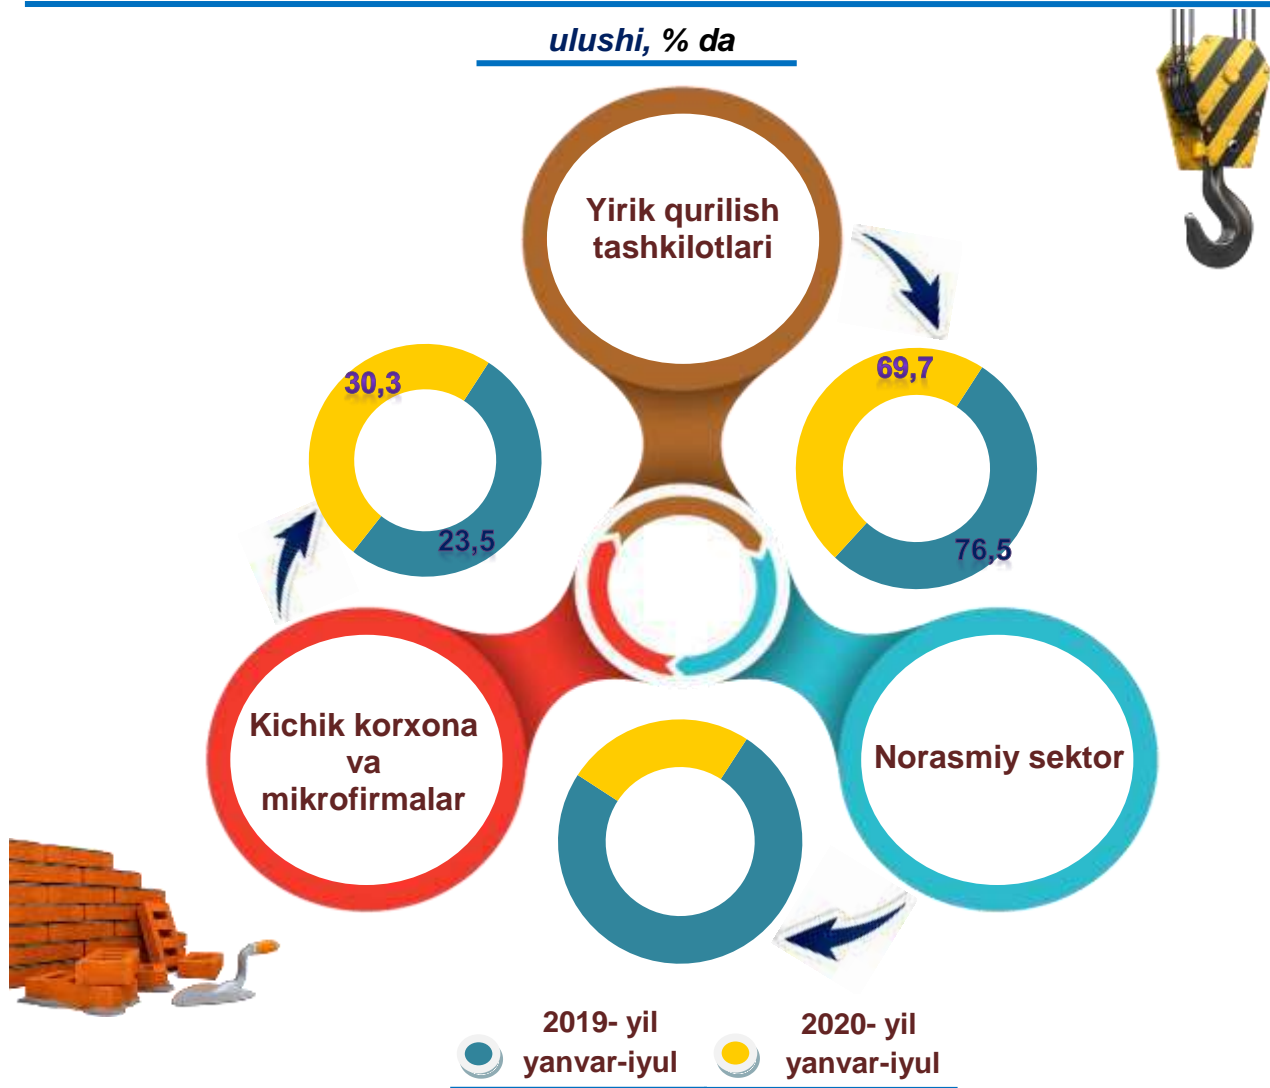 ulushi, % da
Yirik qurilish
tashkilotlari
30,3
69,7
23,5
76,5
Kichik korxona
va
mikrofirmalar
Norasmiy sektor
2019- yil
yanvar-iyul
2020- yil
yanvar-iyul